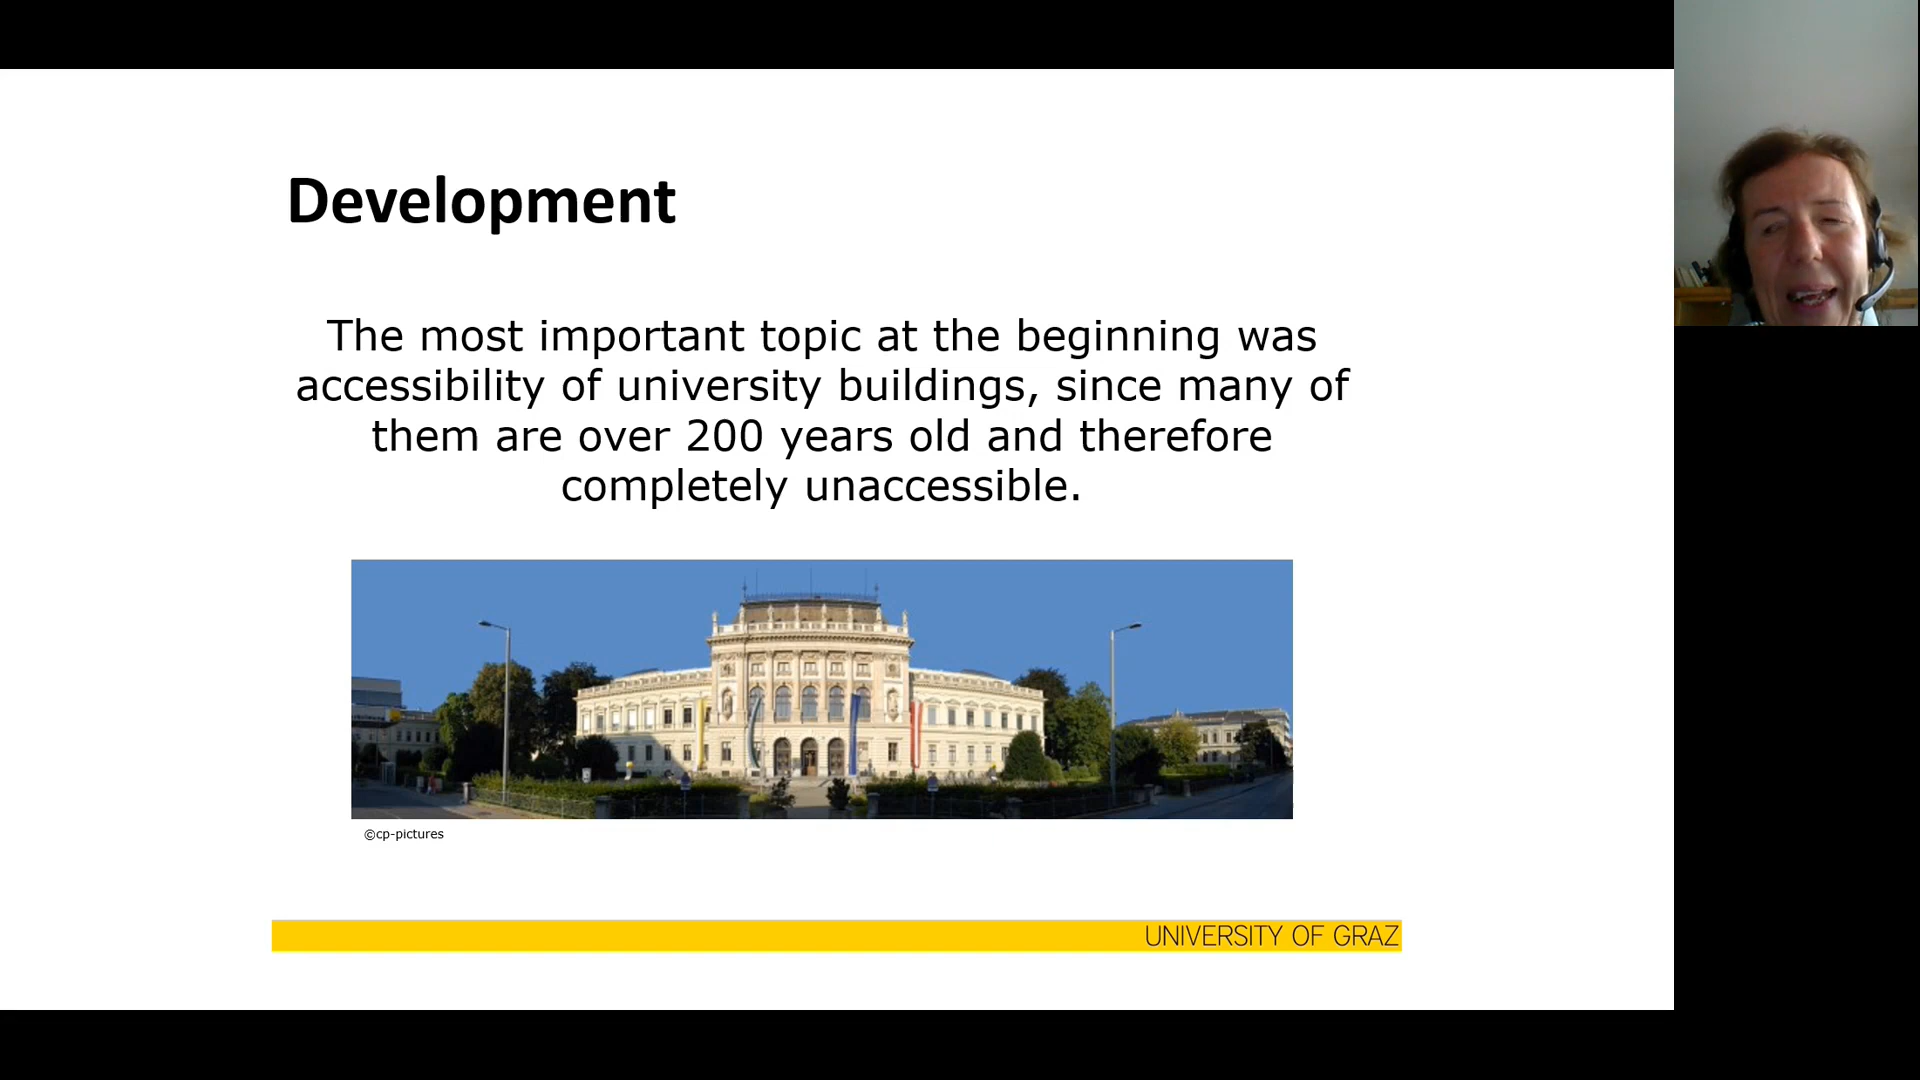 Development
The most important topic at the beginning was
accessibility of university buildings, since many of
them are over 200 years old and therefore
completely unaccessible.
©cp-pictures
UNIVERSITY OF GRAZ